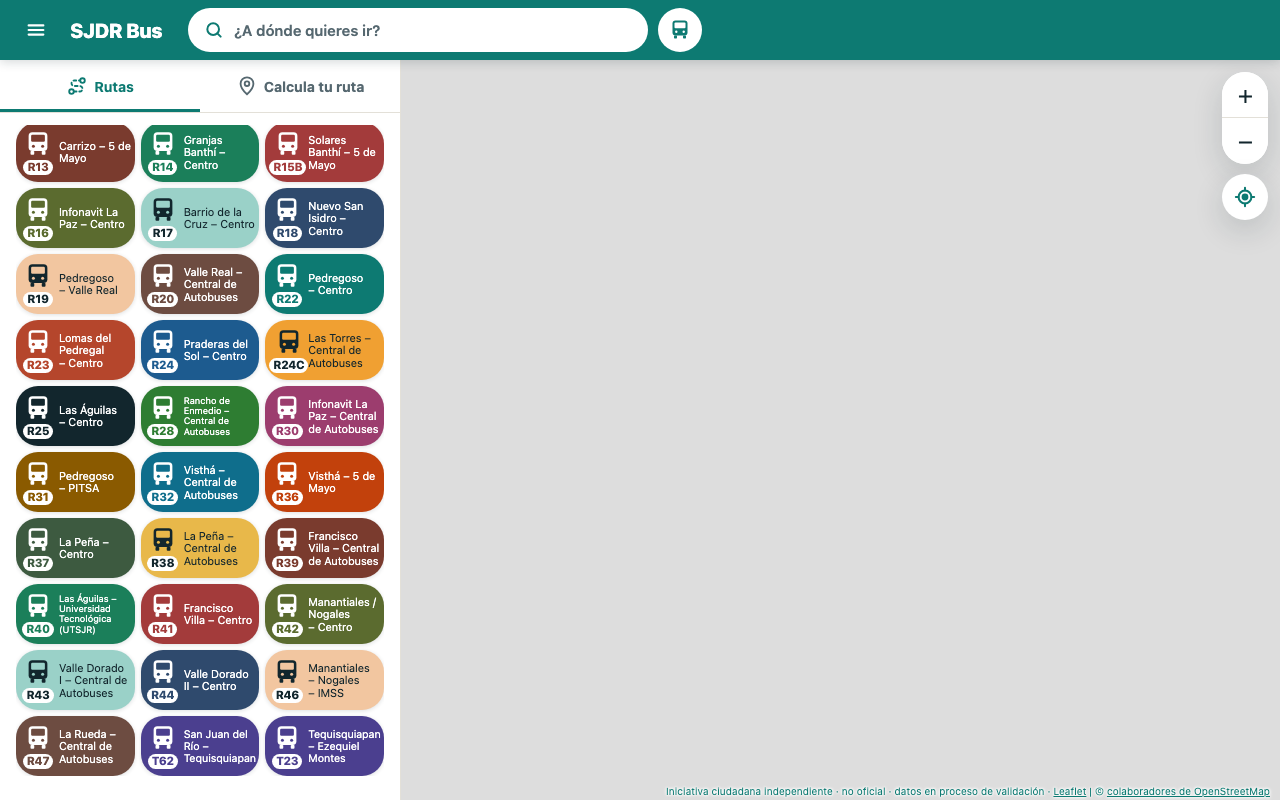 SJDR Bus
¿A dónde quieres ir?
Rutas
Calcula tu ruta
Carrizo – 5 de
Mayo
R13
Granjas
Banthí –
Centro
R14
Solares
Banthí – 5 de
Mayo
R15B
Infonavit La
Paz – Centro
R16
Barrio de la
Cruz – Centro
R17
Nuevo San
Isidro –
Centro
R18
Pedregoso
– Valle Real
R19
Valle Real –
Central de
Autobuses
R20
Pedregoso
– Centro
R22
Lomas del
Pedregal
– Centro
R23
Praderas del
Sol – Centro
R24
Las Torres –
Central de
Autobuses
R24C
Las Águilas
– Centro
R25
Rancho de
Enmedio –
Central de
Autobuses
R28
Infonavit La
Paz – Central
de Autobuses
R30
Pedregoso
– PITSA
R31
Visthá –
Central de
Autobuses
R32
Visthá – 5 de
Mayo
R36
La Peña –
Centro
R37
La Peña –
Central de
Autobuses
R38
Francisco
Villa – Central
de Autobuses
R39
Las Águilas –
Universidad
Tecnológica
(UTSJR)
R40
Francisco
Villa – Centro
R41
Manantiales /
Nogales
– Centro
R42
Valle Dorado
I – Central de
Autobuses
R43
Valle Dorado
II – Centro
R44
Manantiales
– Nogales
– IMSS
R46
La Rueda –
Central de
Autobuses
R47
San Juan del
Río –
Tequisquiapan
T62
Tequisquiapan
– Ezequiel
Montes
T23
+
−
Iniciativa ciudadana independiente · no oficial · datos en proceso de validación · Leaflet | © colaboradores de OpenStreetMap